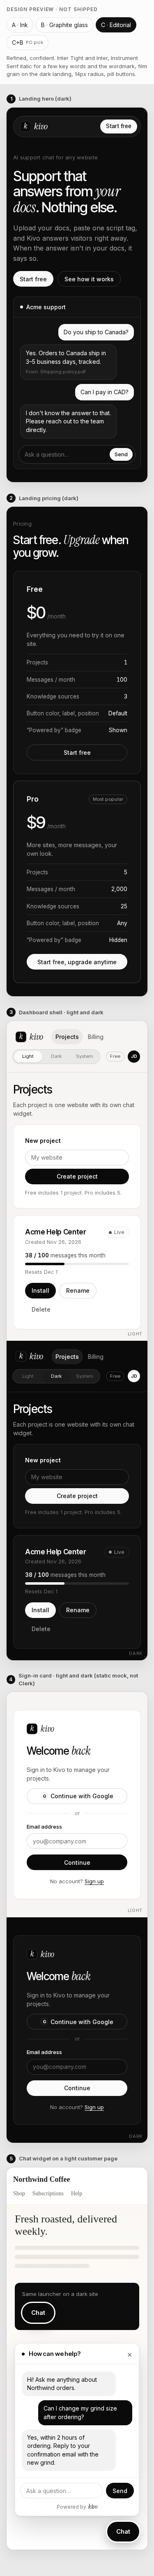 DESIGN PREVIEW · NOT SHIPPED
A · Ink
B · Graphite glass
C · Editorial
C+B
FG pick
Refined, confident. Inter Tight and Inter, Instrument
Serif italic for a few key words and the wordmark, film
grain on the dark landing, 14px radius, pill buttons.
1 Landing hero (dark)
k kivo
Start free
AI support chat for any website
Support that
answers from your
docs. Nothing else.
Upload your docs, paste one script tag,
and Kivo answers visitors right away.
When the answer isn't in your docs, it
says so.
Start free
See how it works
Acme support
Do you ship to Canada?
Yes. Orders to Canada ship in
3–5 business days, tracked.
From: Shipping policy.pdf
Can I pay in CAD?
I don't know the answer to that.
Please reach out to the team
directly.
Ask a question…
Send
2 Landing pricing (dark)
Pricing
Start free. Upgrade when
you grow.
Free
$0 /month
Everything you need to try it on one
site.
Projects 1
Messages / month 100
Knowledge sources 3
Button color, label, position Default
“Powered by” badge Shown
Start free
Pro
Most popular
$9 /month
More sites, more messages, your
own look.
Projects 5
Messages / month 2,000
Knowledge sources 25
Button color, label, position Any
“Powered by” badge Hidden
Start free, upgrade anytime
3 Dashboard shell · light and dark
k kivo
Projects
Billing
Light
Dark
System
Free
JD
Projects
Each project is one website with its own chat
widget.
New project
My website
Create project
Free includes 1 project. Pro includes 5.
Acme Help Center
Live
Created Nov 26, 2026
38 / 100 messages this month
Resets Dec 1
Install
Rename
Delete
LIGHT
k kivo
Projects
Billing
Light
Dark
System
Free
JD
Projects
Each project is one website with its own chat
widget.
New project
My website
Create project
Free includes 1 project. Pro includes 5.
Acme Help Center
Live
Created Nov 26, 2026
38 / 100 messages this month
Resets Dec 1
Install
Rename
Delete
DARK
4 Sign-in card · light and dark (static mock, not
Clerk)
k kivo
Welcome back
Sign in to Kivo to manage your
projects.
G Continue with Google
or
Email address
you@company.com
Continue
No account? Sign up
LIGHT
k kivo
Welcome back
Sign in to Kivo to manage your
projects.
G Continue with Google
or
Email address
you@company.com
Continue
No account? Sign up
DARK
5 Chat widget on a light customer page
Northwind Coffee
Shop
Subscriptions
Help
Fresh roasted, delivered
weekly.
Same launcher on a dark site
Chat
How can we help?
×
Hi! Ask me anything about
Northwind orders.
Can I change my grind size
after ordering?
Yes, within 2 hours of
ordering. Reply to your
confirmation email with the
new grind.
Ask a question…
Send
Powered by kivo
Chat